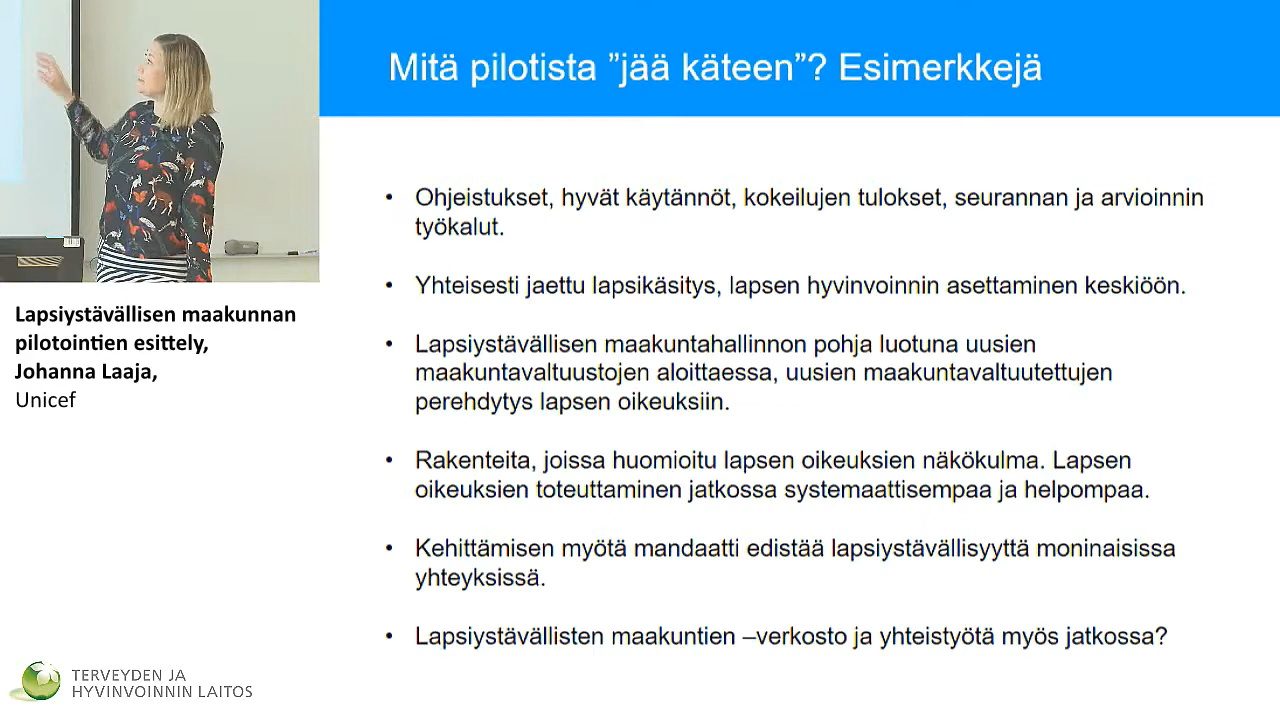 Mitä pilotista ”jää käteen”? Esimerkkejä
• Ohjeistukset, hyvät käytännöt, kokeilujen tulokset, seurannan ja arvioinnin
työkalut.
• Yhteisesti jaettu lapsikäsitys, lapsen hyvinvoinnin asettaminen keskiöön.
• Lapsiystävällisen maakuntahallinnon pohja luotuna uusien
maakuntavaltuustojen aloittaessa, uusien maakuntavaltuutettujen
perehdytys lapsen oikeuksiin.
• Rakenteita, joissa huomioitu lapsen oikeuksien näkökulma. Lapsen
oikeuksien toteuttaminen jatkossa systemaattisempaa ja helpompaa.
• Kehittämisen myötä mandaatti edistää lapsiystävällisyyttä moninaisissa
yhteyksissä.
• Lapsiystävällisten maakuntien –verkosto ja yhteistyötä myös jatkossa?
Lapsiystävällisen maakunnan
pilotointien esittely,
Johanna Laaja,
Unicef
TERVEYDEN JA
HYVINVOINNIN LAITOS